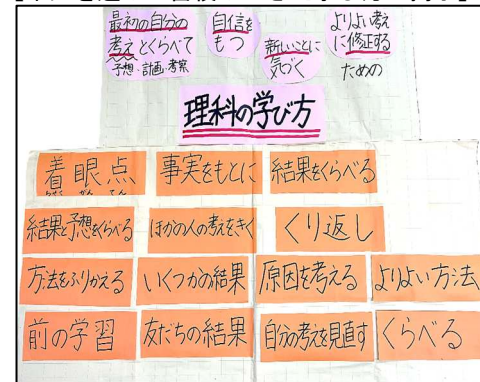 最初の自分の
考えとくらべて
予想・計画・考察
自信を
もつ
新しいことに
気づく
よりよい考え
に修正する
ための
理科の学び方
着眼点
ちゃくがんてん
事実をもとに
結果をくらべる
結果と予想をくらべる
ほかの人の考えをきく
くり返し
方法をふりかえる
いくつかの結果
原因を考える
よりよい方法
前の学習
友だちの結果
自分の考えを見直す
くらべる